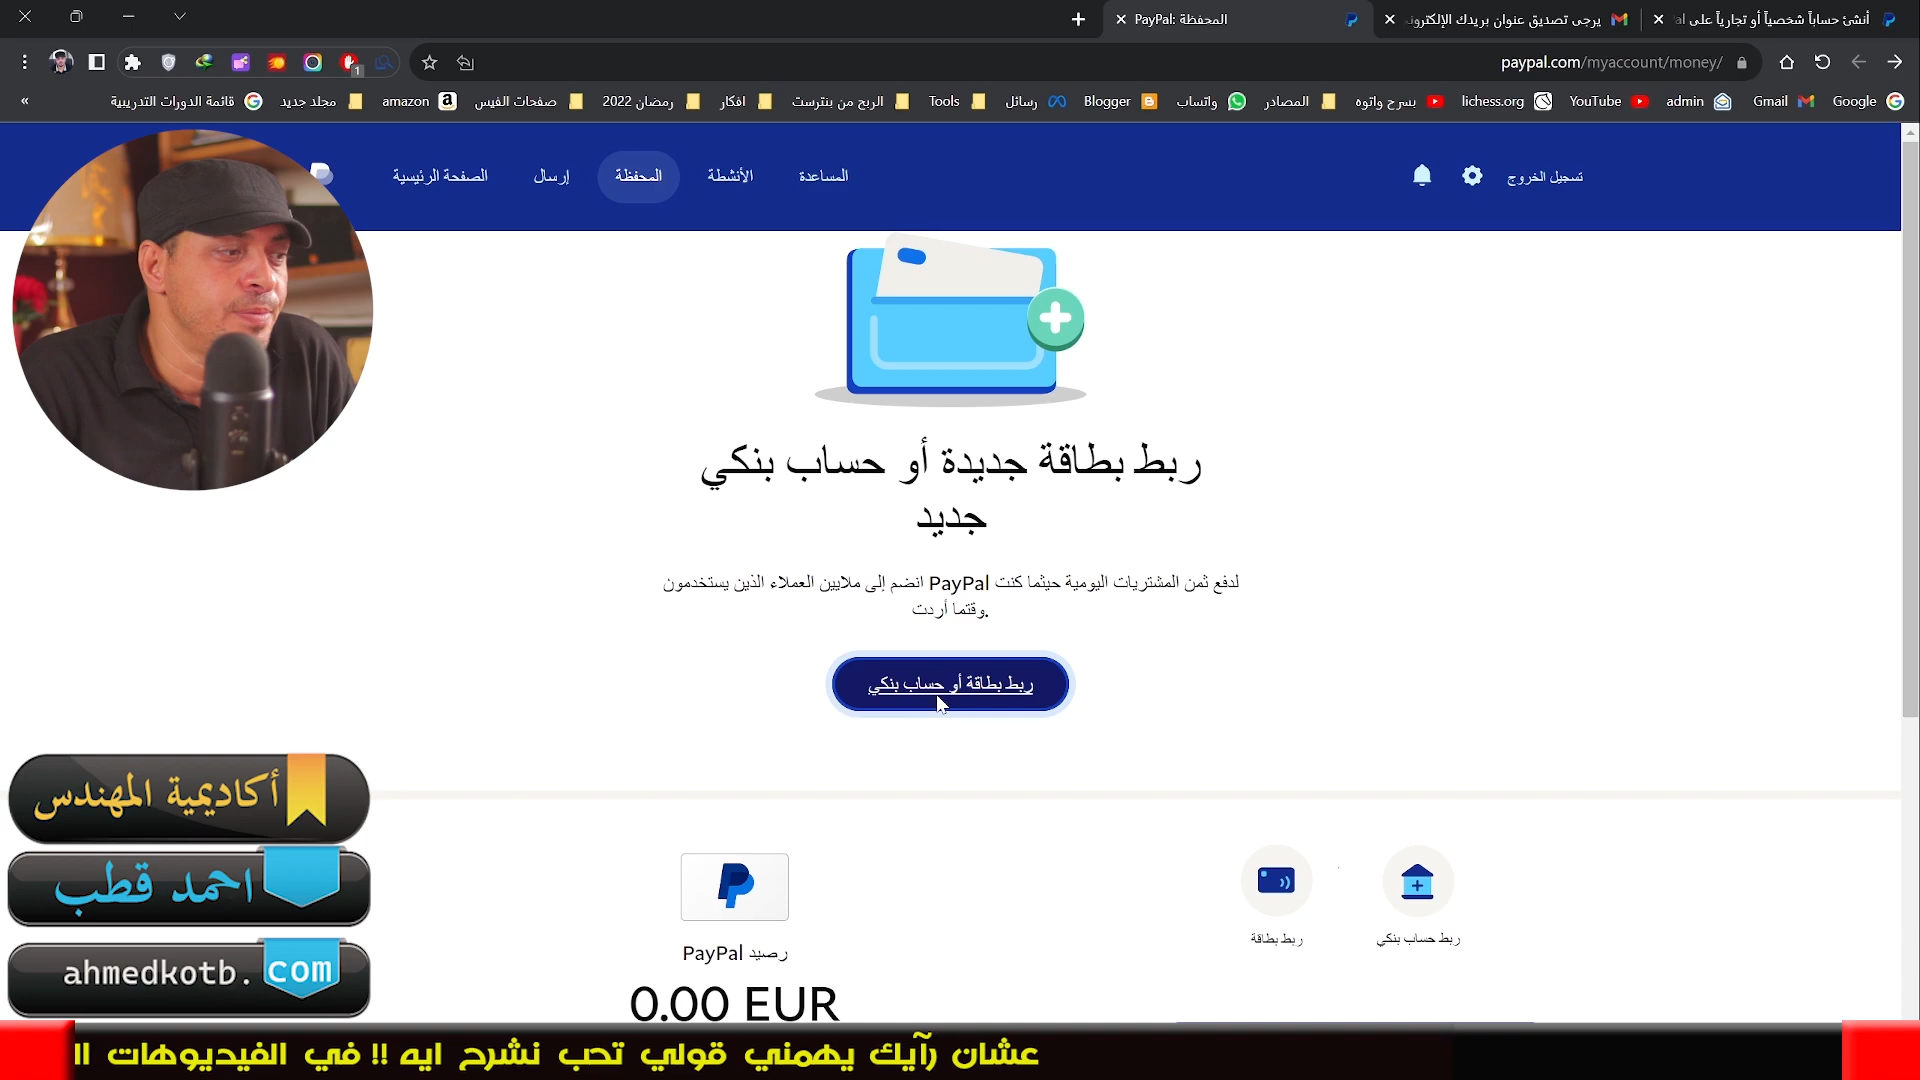 PayPal: المحفظة
يرجى تصديق عنوان بريدك الإلكترون
أنشئ حساباً شخصياً أو تجارياً على
paypal.com/myaccount/money/
1
»
قائمة الدورات التدريبية
مجلد جديد
amazon
صفحات الفيس
رمضان 2022
افكار
الربح من بنترست
Tools
رسائل
Blogger
واتساب
المصادر
بسرح واتوه
lichess.org
YouTube
admin
Gmail
Google
الصفحة الرئيسية
إرسال
المحفظة
الأنشطة
المساعدة
تسجيل الخروج
ربط بطاقة جديدة أو حساب بنكي
جديد
لدفع ثمن المشتريات اليومية حيثما كنت PayPal انضم إلى ملايين العملاء الذين يستخدمون
.وقتما أردت
ربط بطاقة أو حساب بنكي
رصيد PayPal
0.00 EUR
ربط بطاقة
ربط حساب بنكي
أكاديمية المهندس
احمد قطب
ahmedkotb.com
عشان رآيك يهمني قولي تحب نشرح ايه !! في الفيديوهات ال